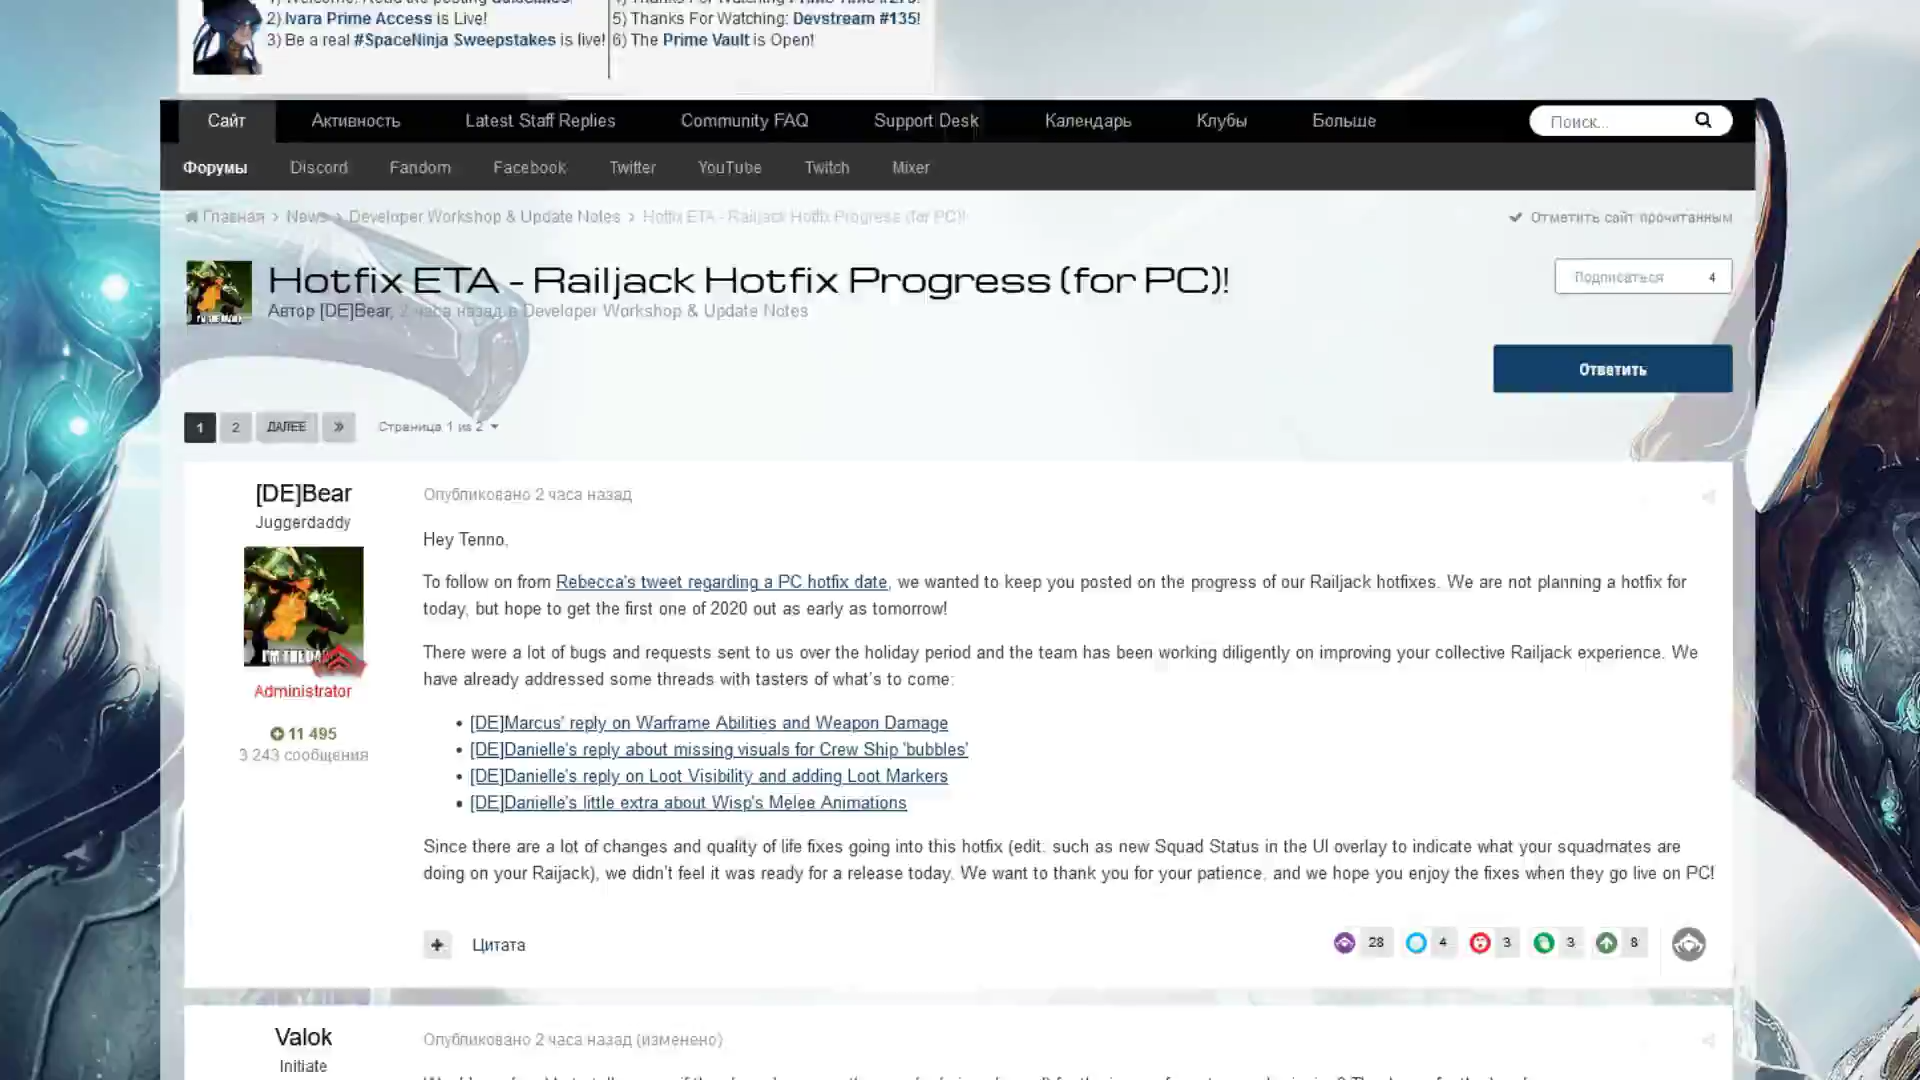 2) Ivara Prime Access is Live!
3) Be a real #SpaceNinja Sweepstakes is live!
5) Thanks For Watching: Devstream #135!
6) The Prime Vault is Open!
Сайт Активность Latest Staff Replies Community FAQ Support Desk Календарь Клубы Больше Поиск...
Форумы Discord Fandom Facebook Twitter YouTube Twitch Mixer
Главная > News > Developer Workshop & Update Notes > Hotfix ETA - Railjack Hotfix Progress (for PC)! Отметить сайт прочитанным
Hotfix ETA - Railjack Hotfix Progress (for PC)!
Подписаться 4
Автор [DE]Bear, 2 часа назад в Developer Workshop & Update Notes
Ответить
1 2 ДАЛЕЕ » Страница 1 из 2
[DE]Bear
Juggerdaddy
Administrator
11 495
3 243 сообщения
Опубликовано 2 часа назад
Hey Tenno,
To follow on from Rebecca's tweet regarding a PC hotfix date, we wanted to keep you posted on the progress of our Railjack hotfixes. We are not planning a hotfix for
today, but hope to get the first one of 2020 out as early as tomorrow!
There were a lot of bugs and requests sent to us over the holiday period and the team has been working diligently on improving your collective Railjack experience. We
have already addressed some threads with tasters of what's to come:
• [DE]Marcus' reply on Warframe Abilities and Weapon Damage
• [DE]Danielle's reply about missing visuals for Crew Ship 'bubbles'
• [DE]Danielle's reply on Loot Visibility and adding Loot Markers
• [DE]Danielle's little extra about Wisp's Melee Animations
Since there are a lot of changes and quality of life fixes going into this hotfix (edit: such as new Squad Status in the UI overlay to indicate what your squadmates are
doing on your Raijack), we didn't feel it was ready for a release today. We want to thank you for your patience, and we hope you enjoy the fixes when they go live on PC!
+ Цитата
28 4 3 3 8
Valok
Initiate
Опубликовано 2 часа назад (изменено)